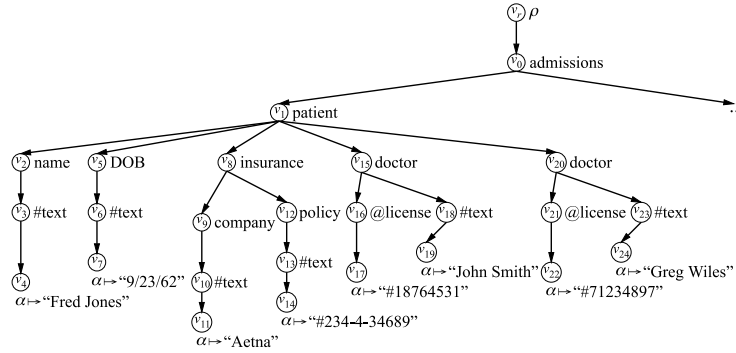 v_r ρ
v_0 admissions
v_1 patient ..
v_2 name v_5 DOB v_8 insurance v_15 doctor v_20 doctor
v_3 #text v_6 #text v_9 company v_12 policy v_16 @license v_18 #text v_21 @license v_23 #text
v_4 v_7 v_10 #text v_13 #text v_17 v_19 v_22 v_24
α↦“Fred Jones” α↦“9/23/62” v_11 v_14 α↦“#18764531” α↦“John Smith” α↦“#71234897” α↦“Greg Wiles”
α↦“Aetna” α↦“#234-4-34689”